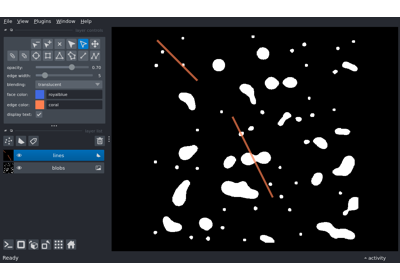 File View Plugins Window Help
opacity: 0.70
edge width: 5
blending: translucent
face color: royalblue
edge color: coral
display text:
lines
blobs
Ready
activity